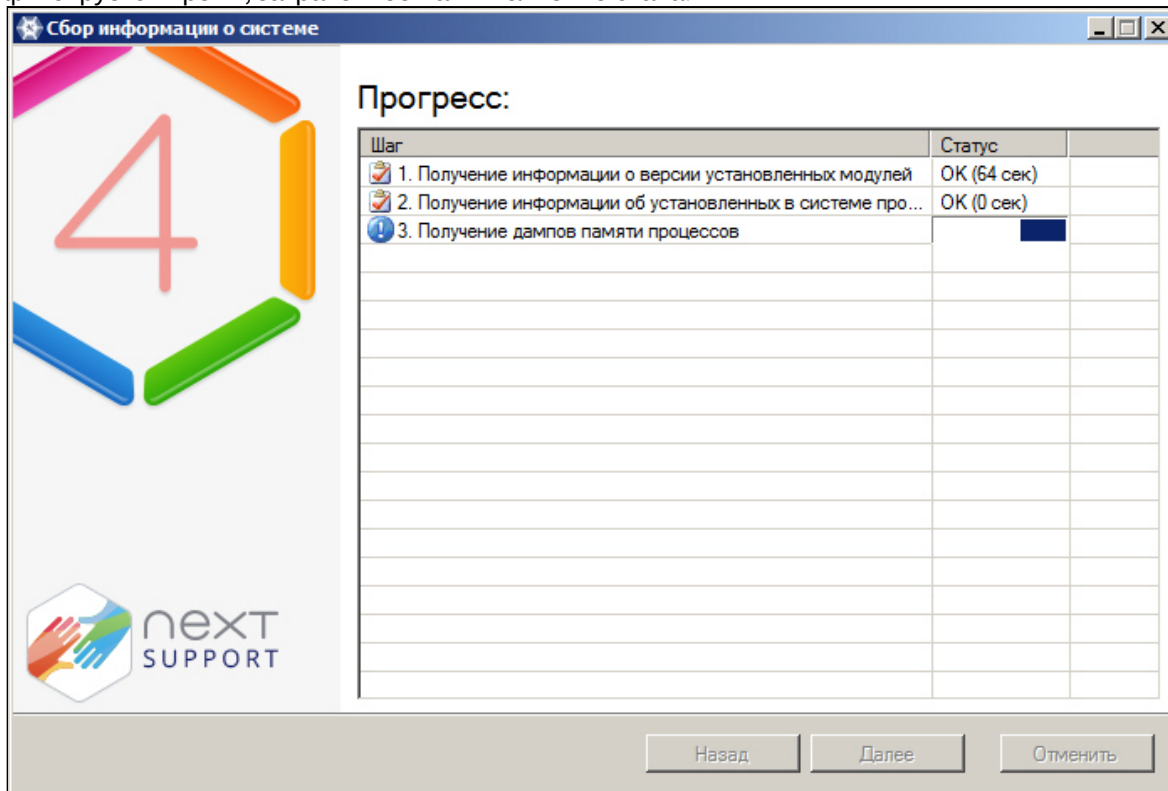 Сбор информации о системе
4
Прогресс:
Шаг Статус
1. Получение информации о версии установленных модулей OK (64 сек)
2. Получение информации об установленных в системе про... OK (0 сек)
3. Получение дампов памяти процессов
next
SUPPORT
Назад Далее Отменить